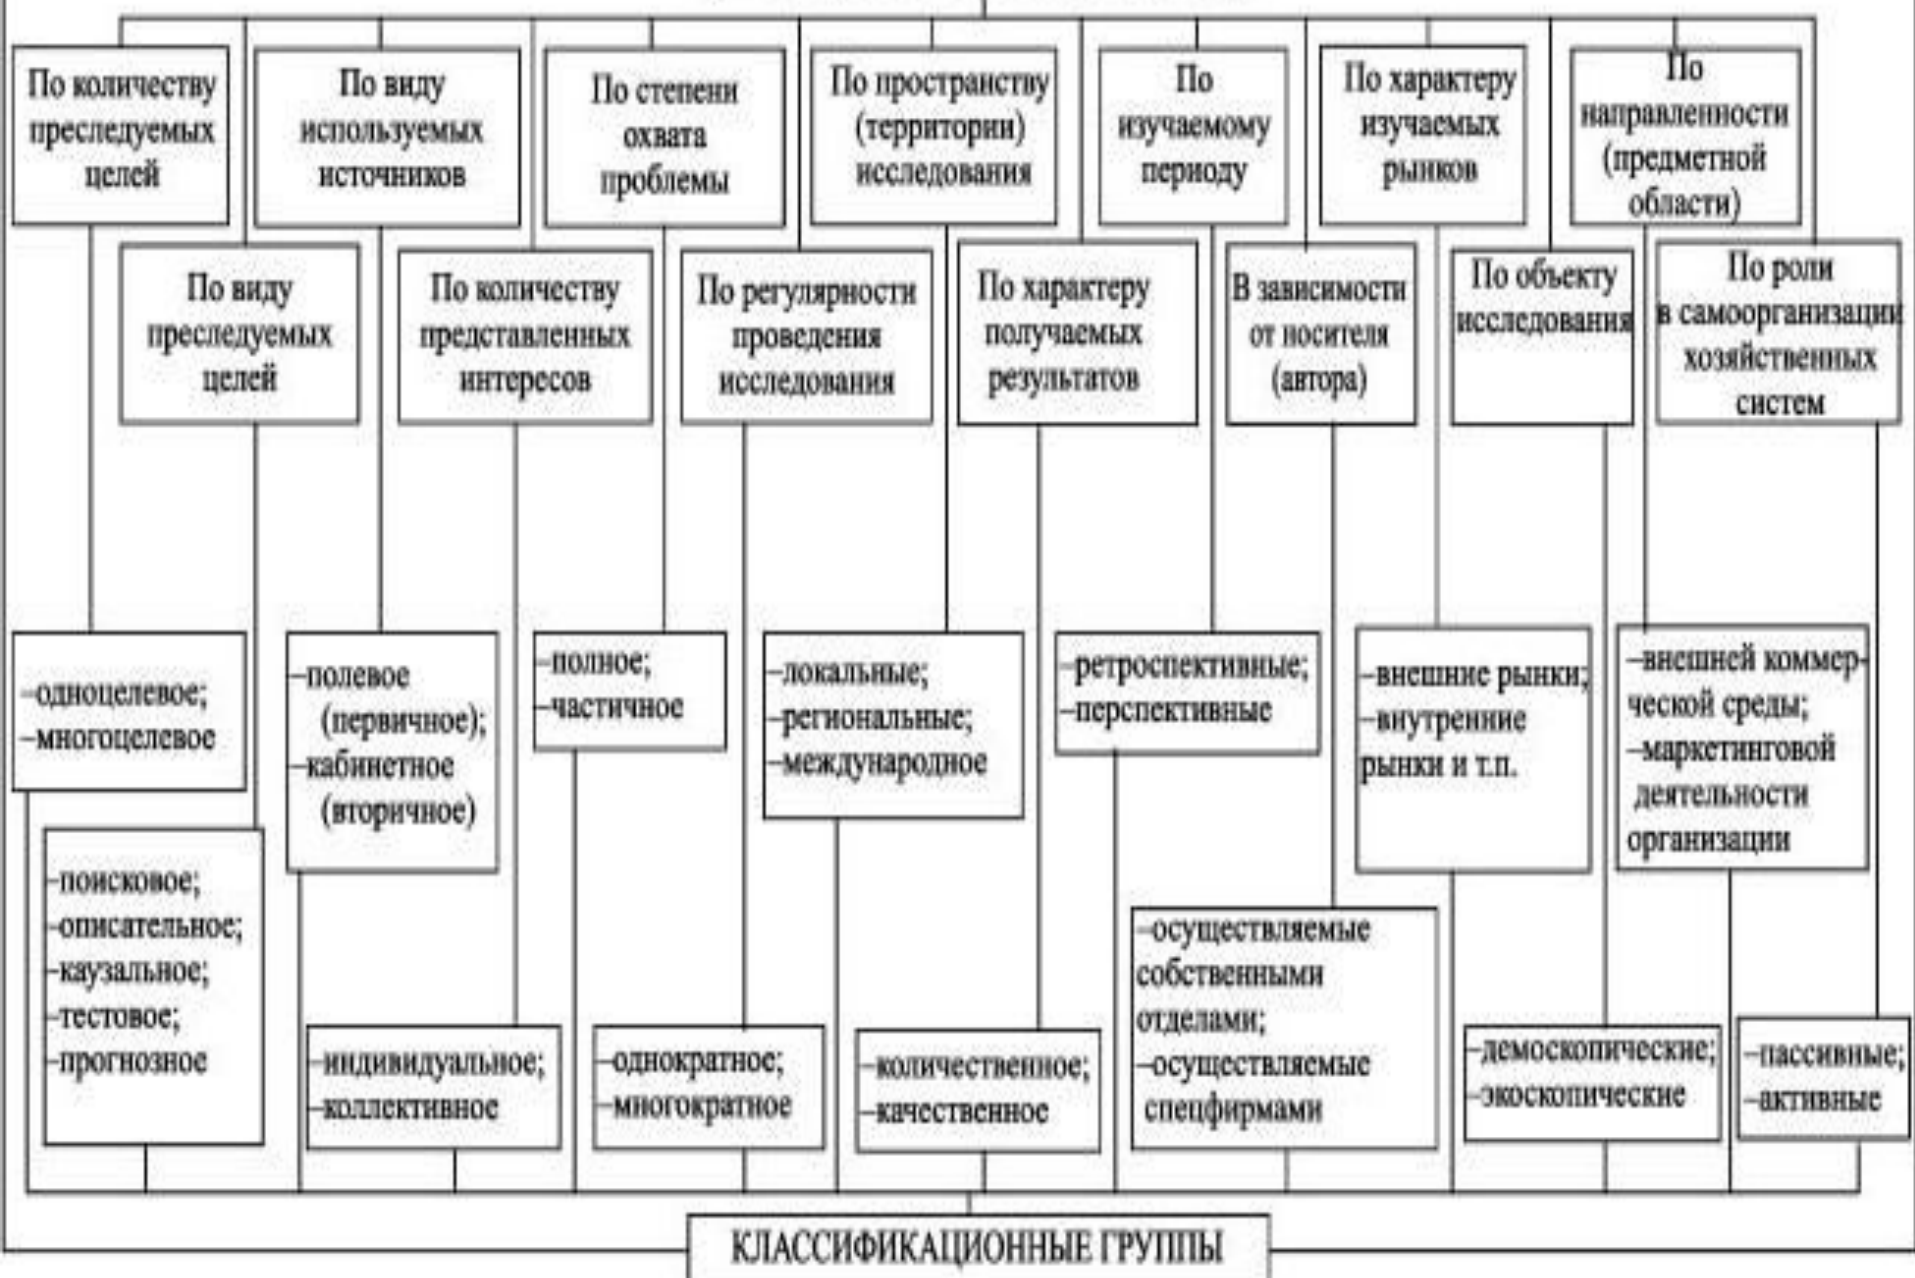 По количеству
преследуемых
целей
По виду
используемых
источников
По степени
охвата
проблемы
По пространству
(территории)
исследования
По
изучаемому
периоду
По характеру
изучаемых
рынков
По
направленности
(предметной
области)
По виду
преследуемых
целей
По количеству
представленных
интересов
По регулярности
проведения
исследования
По характеру
получаемых
результатов
В зависимости
от носителя
(автора)
По объекту
исследования
По роли
в самоорганизации
хозяйственных
систем
–одноцелевое;
–многоцелевое
–полевое
(первичное);
–кабинетное
(вторичное)
–полное;
–частичное
–локальные;
–региональные;
–международное
–ретроспективные;
–перспективные
–внешние рынки;
–внутренние
рынки и т.п.
–внешней коммер-
ческой среды;
–маркетинговой
деятельности
организации
–поисковое;
–описательное;
–каузальное;
–тестовое;
–прогнозное
–индивидуальное;
–коллективное
–однократное;
–многократное
–количественное;
–качественное
–осуществляемые
собственными
отделами;
–осуществляемые
спецфирмами
–демоскопические;
–экоскопические
–пассивные;
–активные
КЛАССИФИКАЦИОННЫЕ ГРУППЫ